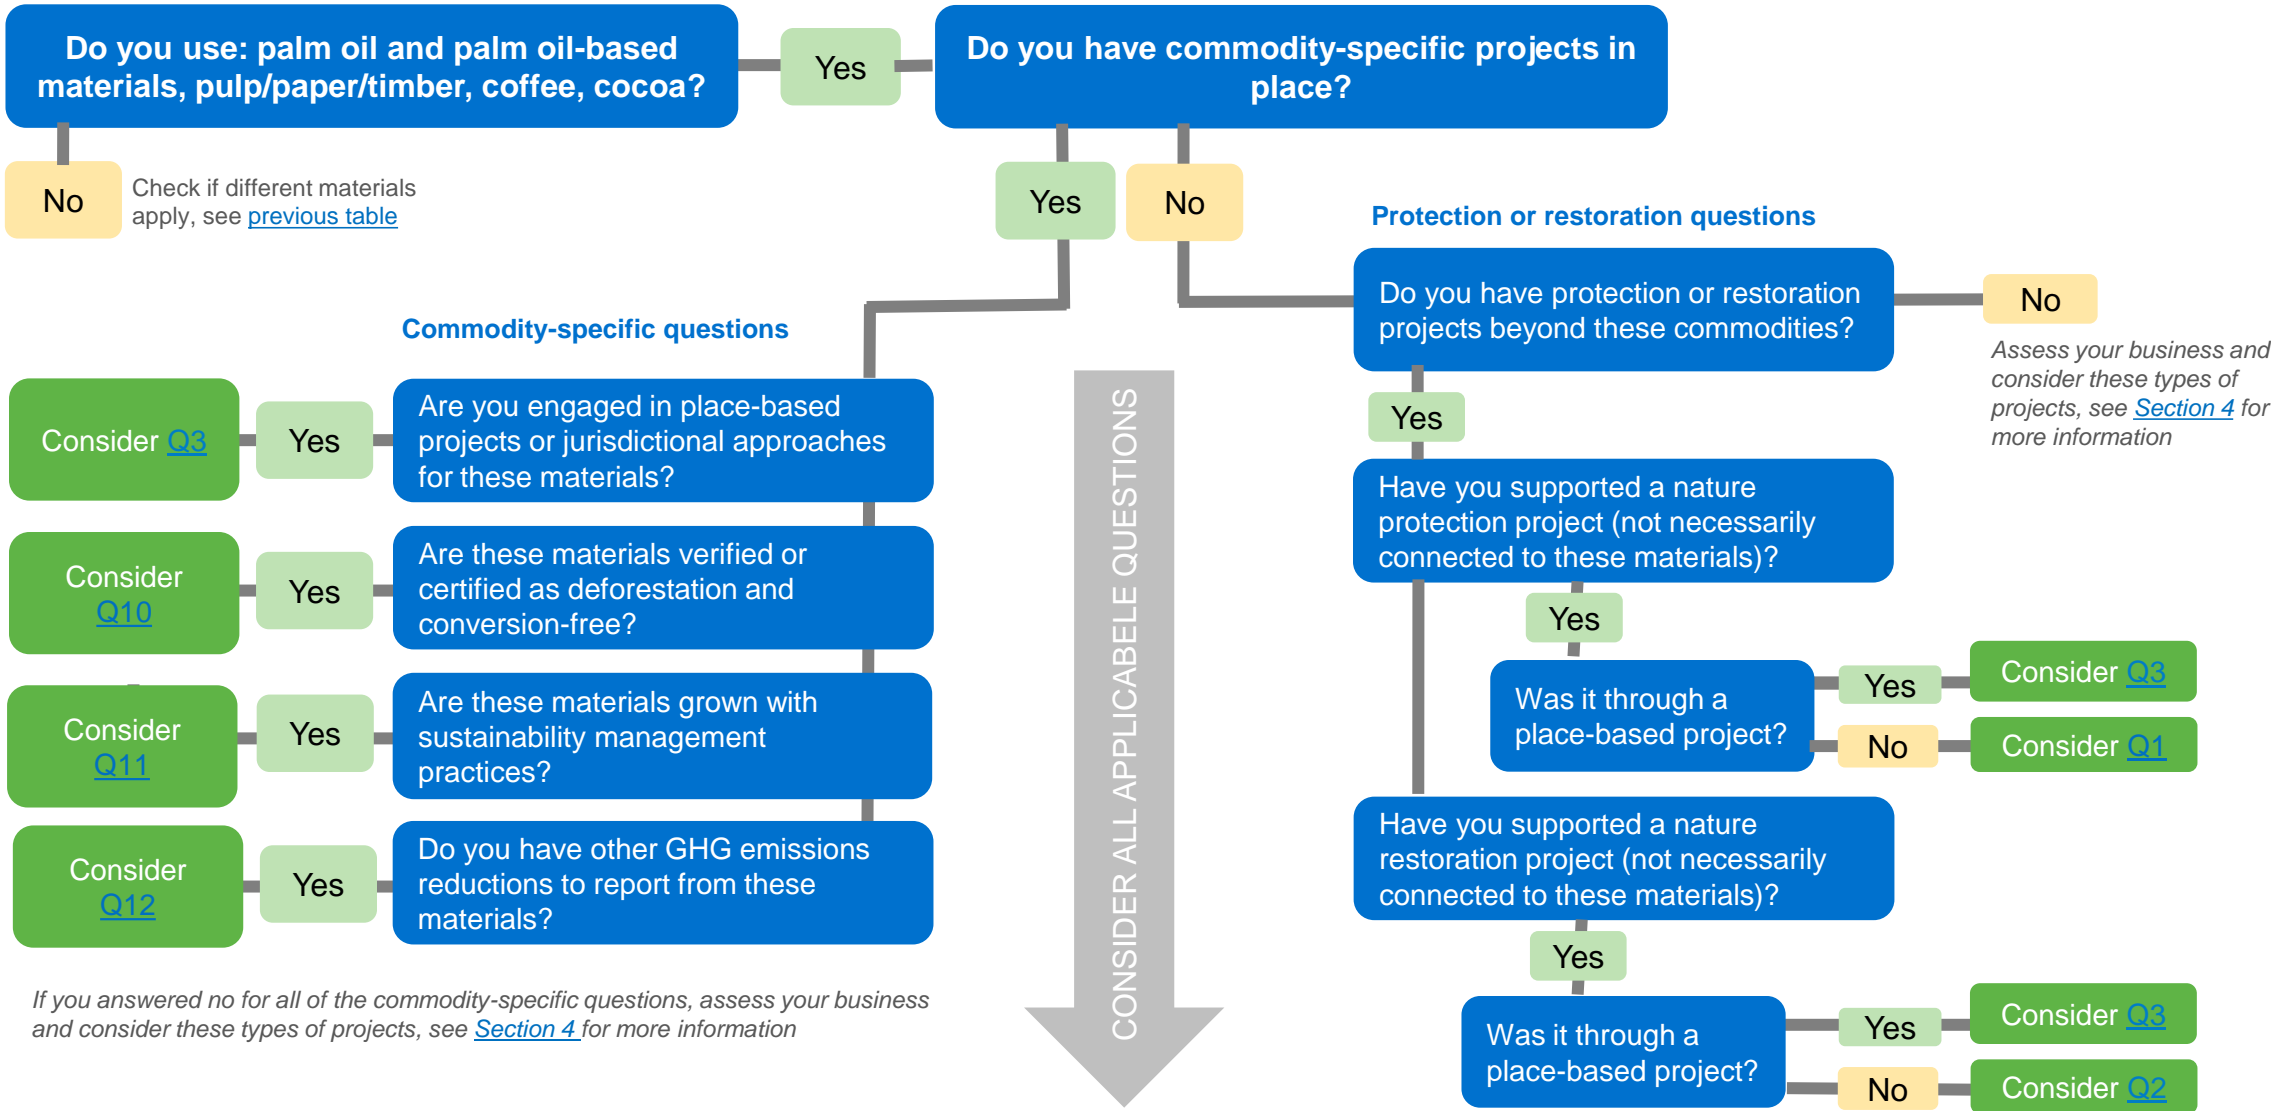 Do you use: palm oil and palm oil-based
materials, pulp/paper/timber, coffee, cocoa?
Yes
Do you have commodity-specific projects in
place?
No
Check if different materials
apply, see previous table
Yes
No
Commodity-specific questions
Consider Q3
Yes
Are you engaged in place-based
projects or jurisdictional approaches
for these materials?
Consider
Q10
Yes
Are these materials verified or
certified as deforestation and
conversion-free?
Consider
Q11
Yes
Are these materials grown with
sustainability management
practices?
Consider
Q12
Yes
Do you have other GHG emissions
reductions to report from these
materials?
If you answered no for all of the commodity-specific questions, assess your business
and consider these types of projects, see Section 4 for more information
CONSIDER ALL APPLICABELE QUESTIONS
Protection or restoration questions
Do you have protection or restoration
projects beyond these commodities?
No
Assess your business and
consider these types of
projects, see Section 4 for
more information
Yes
Have you supported a nature
protection project (not necessarily
connected to these materials)?
Yes
Was it through a
place-based project?
Yes
Consider Q3
No
Consider Q1
Have you supported a nature
restoration project (not necessarily
connected to these materials)?
Yes
Was it through a
place-based project?
Yes
Consider Q3
No
Consider Q2